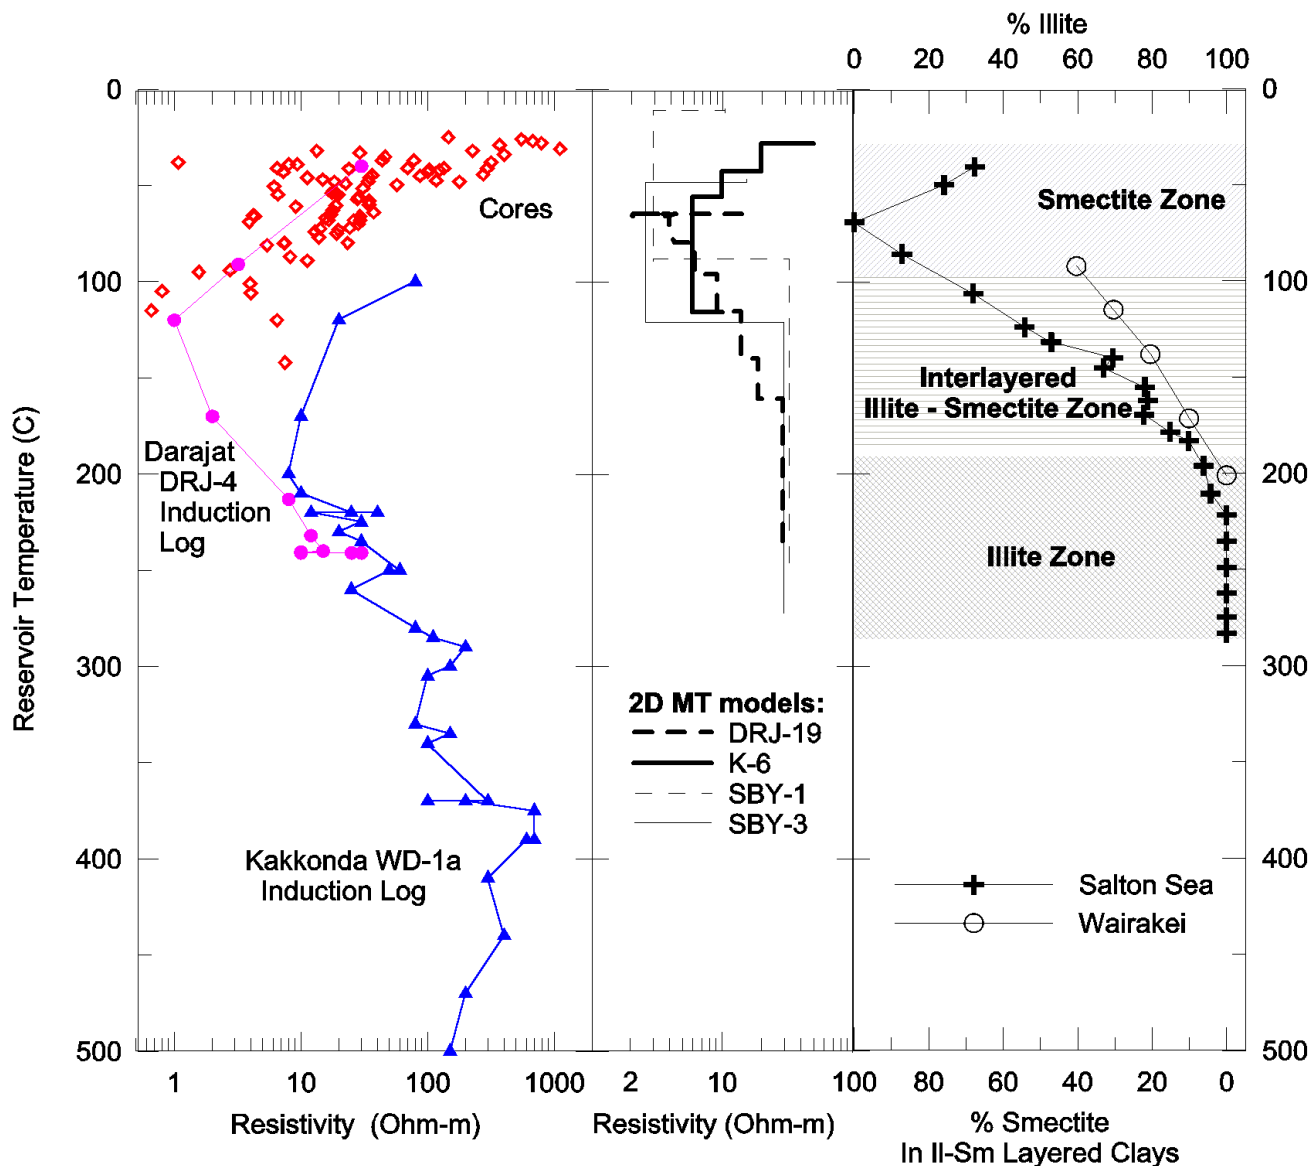 % Illite
0 20 40 60 80 100
0
100
200
300
400
500
Reservoir Temperature (C)
Cores
Darajat
DRJ-4
Induction
Log
Kakkonda WD-1a
Induction Log
1 10 100 1000
Resistivity (Ohm-m)
2D MT models:
DRJ-19
K-6
SBY-1
SBY-3
2 10 100
Resistivity (Ohm-m)
Smectite Zone
Interlayered
Illite - Smectite Zone
Illite Zone
Salton Sea
Wairakei
0
100
200
300
400
500
80 60 40 20 0
% Smectite
In Il-Sm Layered Clays